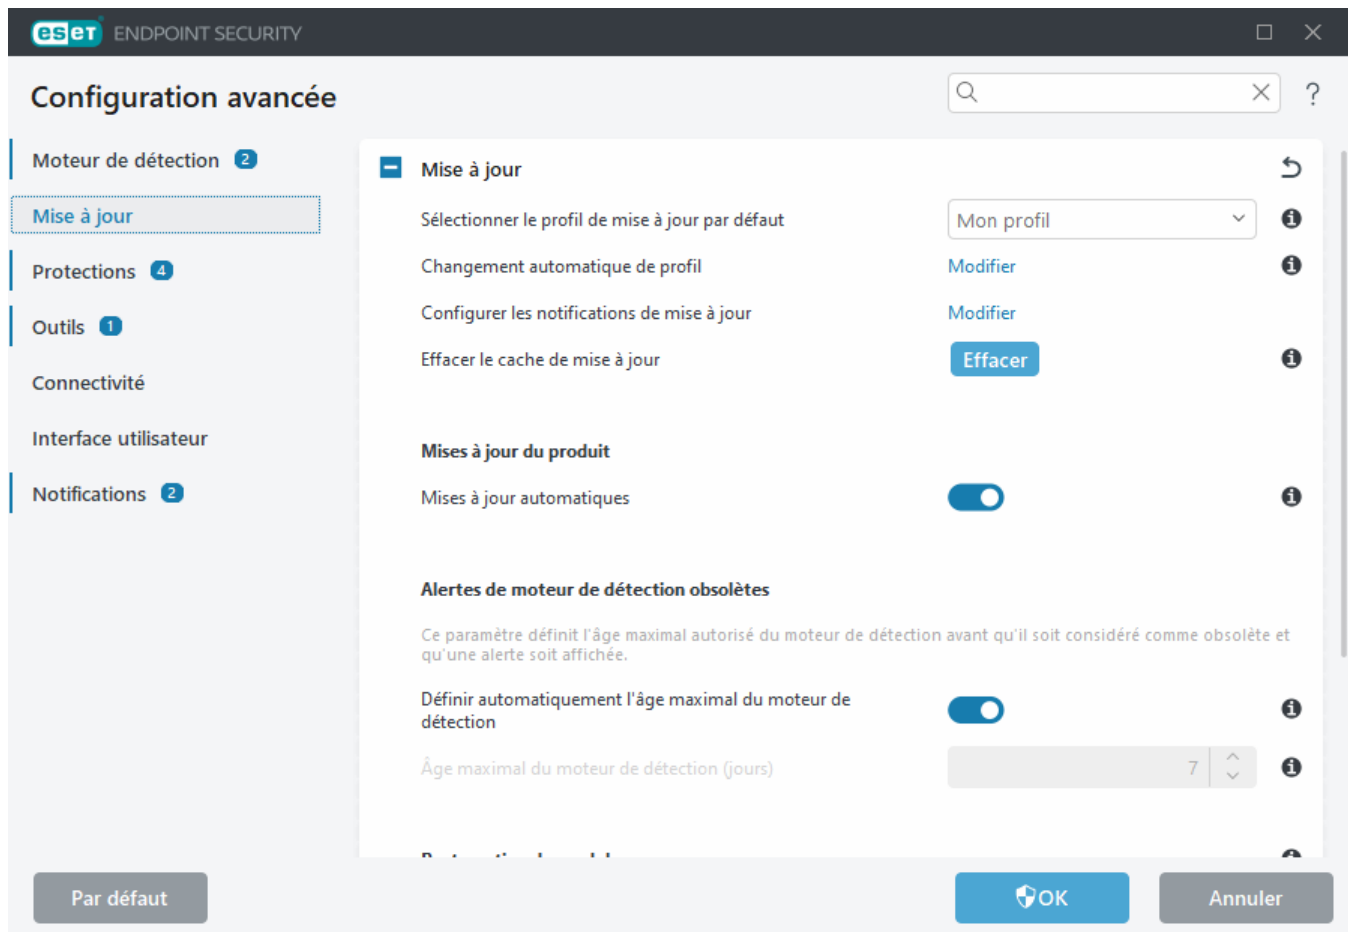 eset ENDPOINT SECURITY
Configuration avancée
?
Moteur de détection 2
Mise à jour
Protections 4
Outils 1
Connectivité
Interface utilisateur
Notifications 2
Mise à jour
Sélectionner le profil de mise à jour par défaut
Mon profil
Changement automatique de profil
Modifier
Configurer les notifications de mise à jour
Modifier
Effacer le cache de mise à jour
Effacer
Mises à jour du produit
Mises à jour automatiques
Alertes de moteur de détection obsolètes
Ce paramètre définit l'âge maximal autorisé du moteur de détection avant qu'il soit considéré comme obsolète et
qu'une alerte soit affichée.
Définir automatiquement l'âge maximal du moteur de
détection
Âge maximal du moteur de détection (jours)
7
Par défaut
OK
Annuler